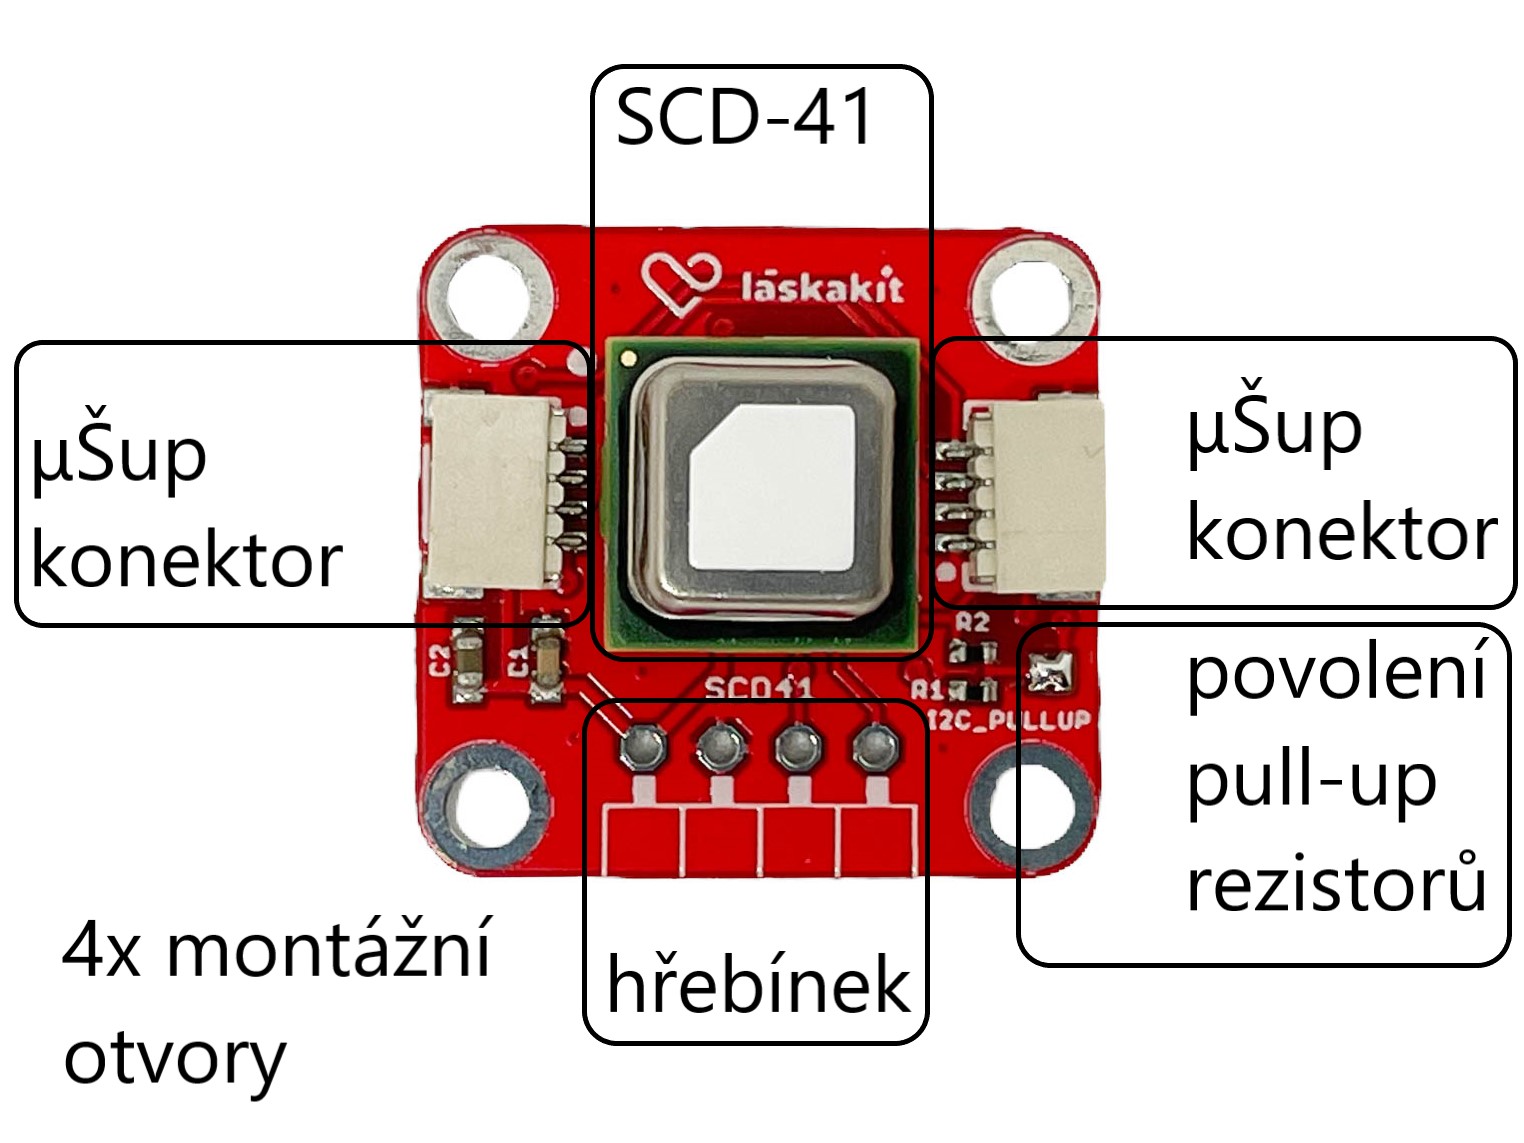 SCD-41
láskakit
µŠup
konektor
µŠup
konektor
C2
C1
SCD41
R2
R1
I2C_PULLUP
povolení
pull-up
rezistorů
hřebínek
4x montážní
otvory